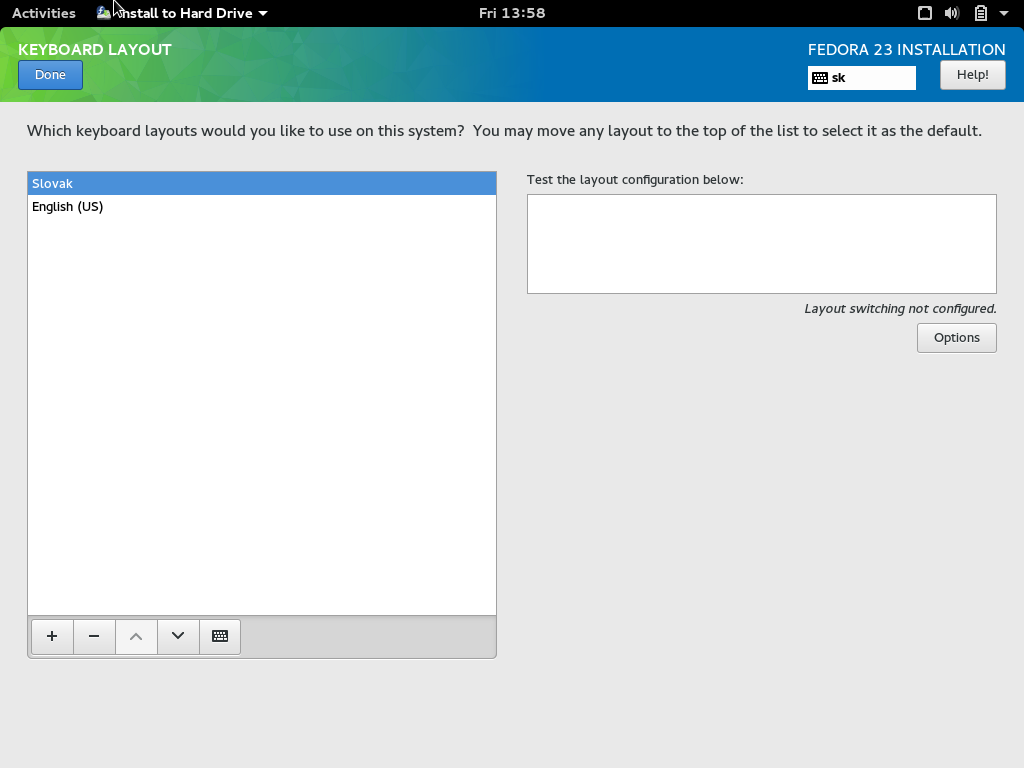 Activities
Install to Hard Drive
Fri 13:58
KEYBOARD LAYOUT
FEDORA 23 INSTALLATION
Done
sk
Help!
Which keyboard layouts would you like to use on this system?  You may move any layout to the top of the list to select it as the default.
Slovak
English (US)
Test the layout configuration below:
Layout switching not configured.
Options